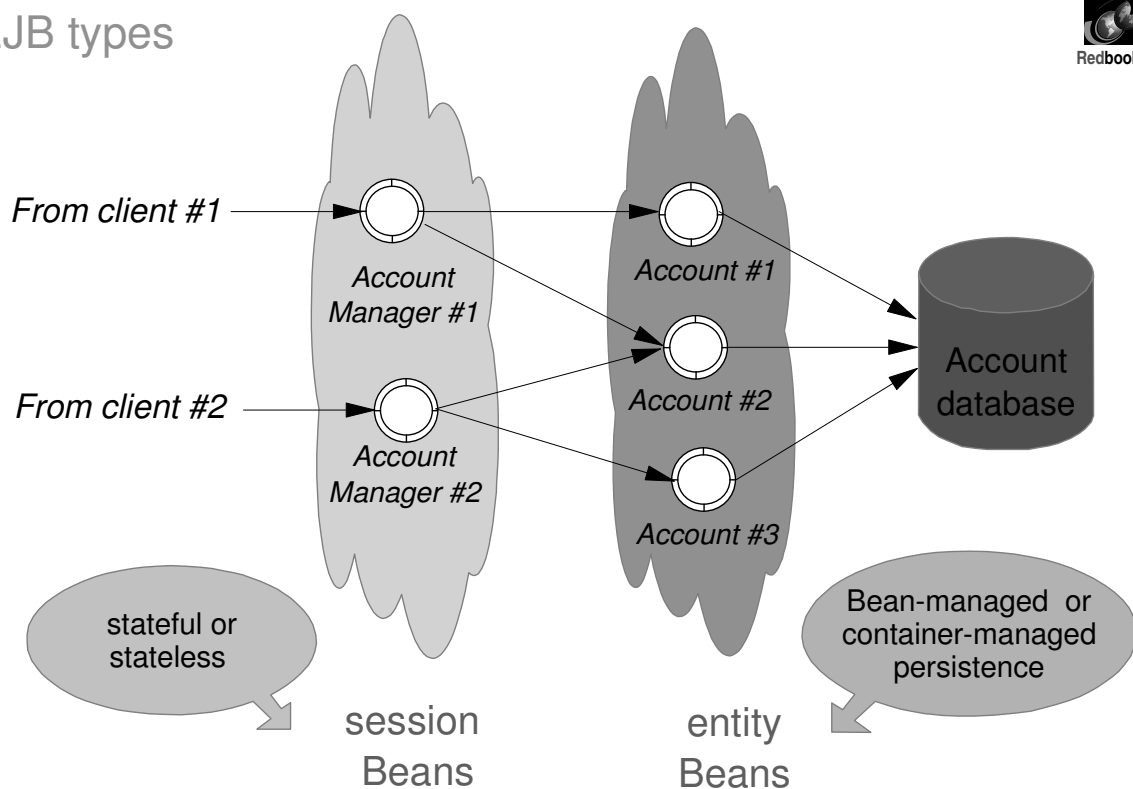 JB types
Redbook
From client #1
Account
Manager #1
Account #1
Account
database
Account #2
From client #2
Account
Manager #2
Account #3
stateful or
stateless
Bean-managed or
container-managed
persistence
session
Beans
entity
Beans